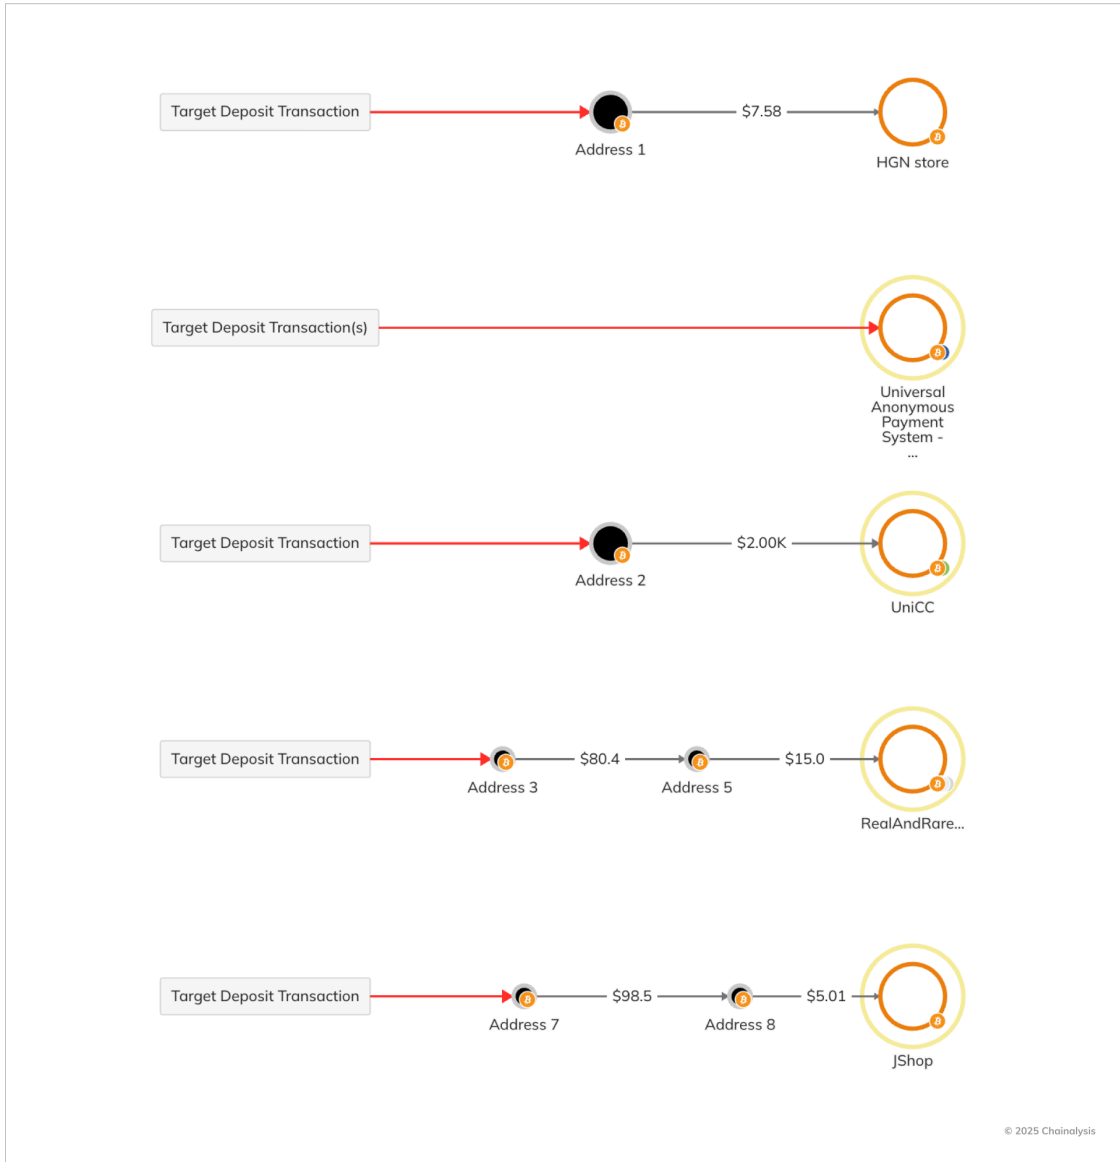 Target Deposit Transaction
$7.58
Address 1
HGN store
Target Deposit Transaction(s)
Universal
Anonymous
Payment
System -
...
Target Deposit Transaction
$2.00K
Address 2
UniCC
Target Deposit Transaction
$80.4
$15.0
Address 3
Address 5
RealAndRare...
Target Deposit Transaction
$98.5
$5.01
Address 7
Address 8
JShop
© 2025 Chainalysis